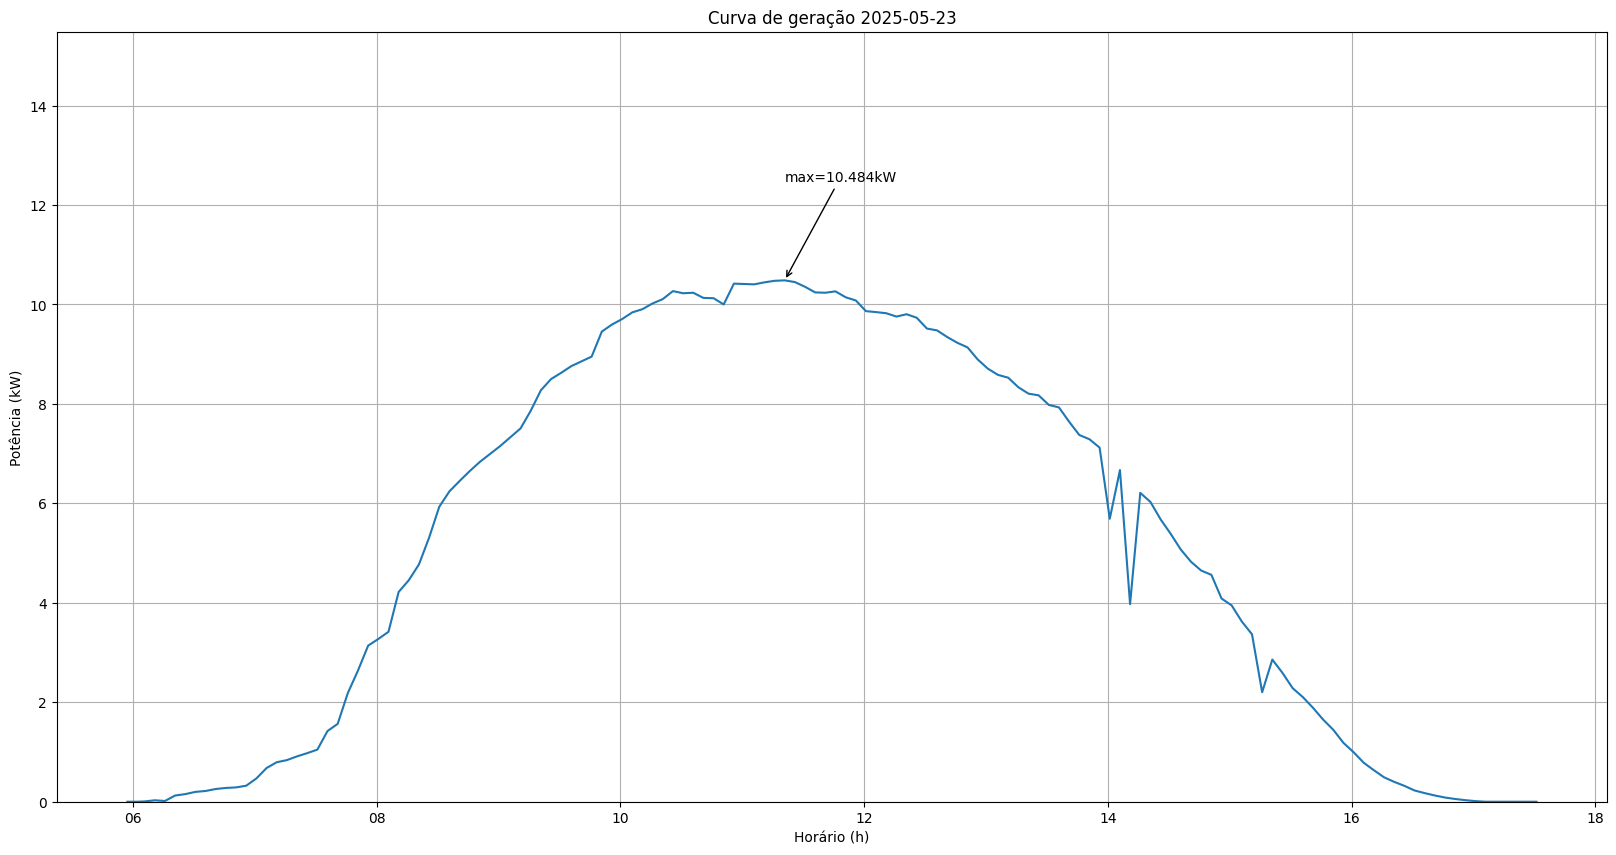 Curva de geração 2025-05-23
14
12
10
8
6
4
2
0
Potência (kW)
max=10.484kW
06 08 10 12 14 16 18
Horário (h)